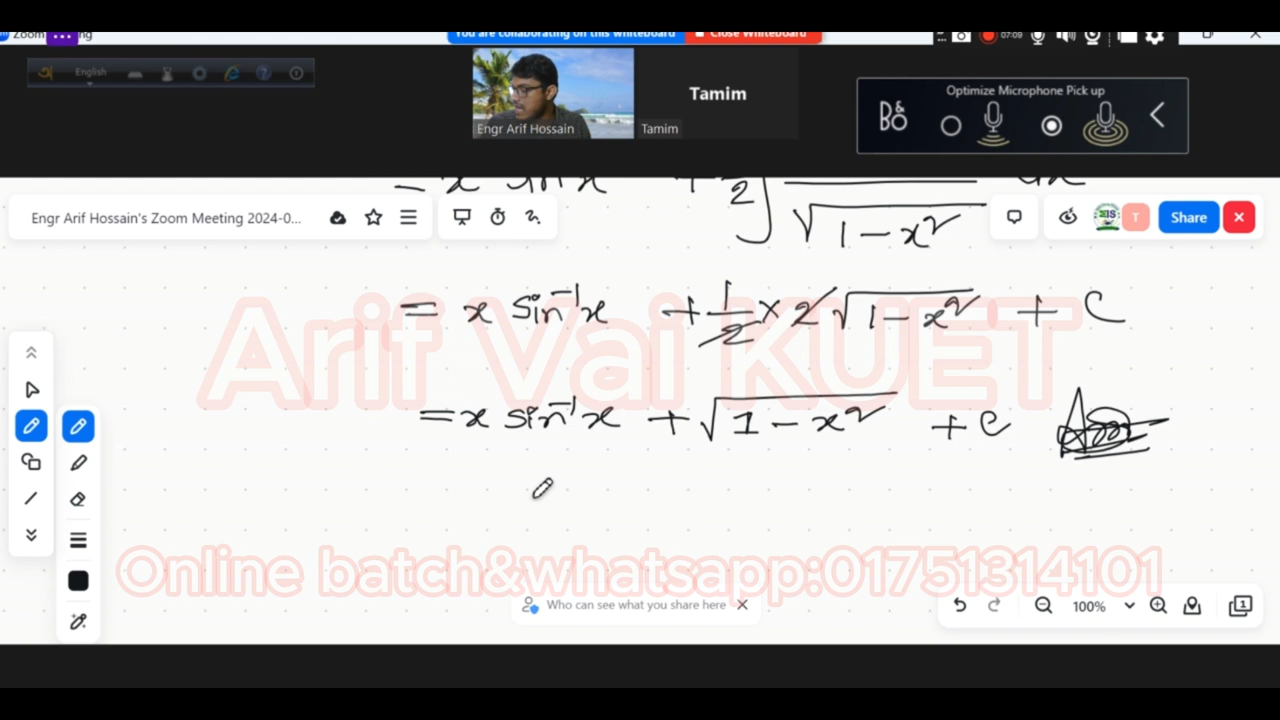 Zoom
You are collaborating on this whiteboard
Close Whiteboard
07:09
English
Engr Arif Hossain
Tamim
Tamim
Optimize Microphone Pick up
B&O
Engr Arif Hossain's Zoom Meeting 2024-0...
EIS
T
Share
2 √1-x²
= x sin⁻¹x + 1/2 × 2 √1-x² + C
Arif Vai KUET
= x sin⁻¹x + √1-x² + C
Online batch&whatsapp:01751314101
Who can see what you share here
100%
1